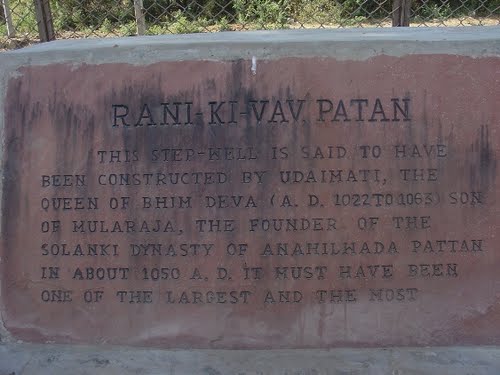 RANI-KI-VAV, PATAN
THIS STEP-WELL IS SAID TO HAVE
BEEN CONSTRUCTED BY UDAIMATI, THE
QUEEN OF BHIM DEVA (A. D. 1022 TO 1063) SON
OF MULARAJA, THE FOUNDER OF THE
SOLANKI DYNASTY OF ANAHILWADA PATTAN
IN ABOUT 1050 A. D. IT MUST HAVE BEEN
ONE OF THE LARGEST AND THE MOST